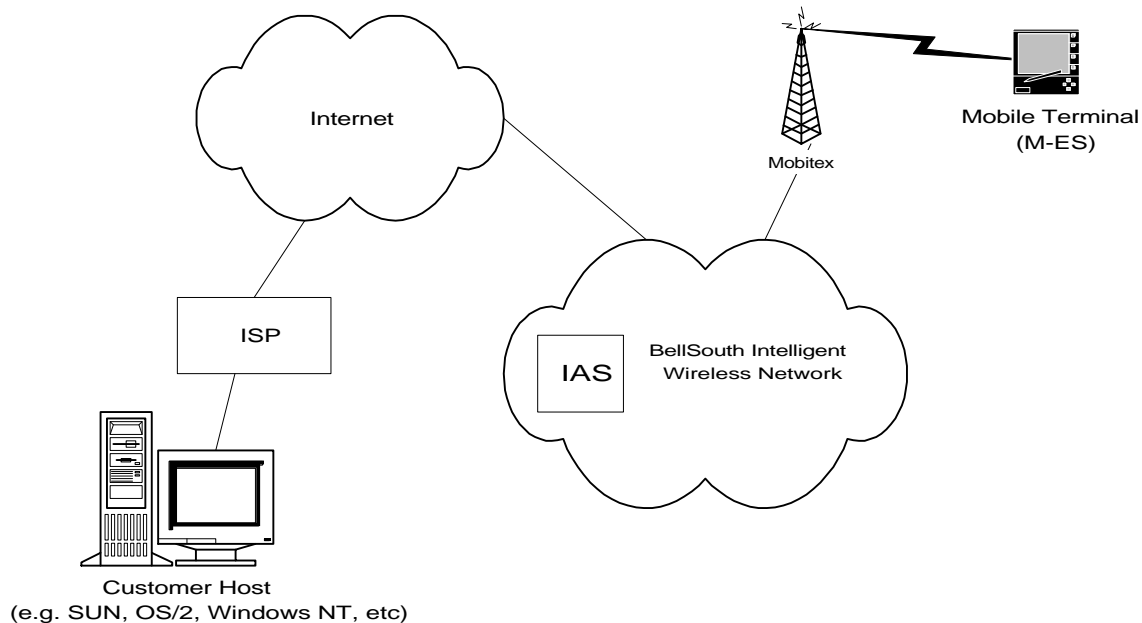 Internet
Mobile Terminal
(M-ES)
Mobitex
ISP
IAS
BellSouth Intelligent
Wireless Network
Customer Host
(e.g. SUN, OS/2, Windows NT, etc)